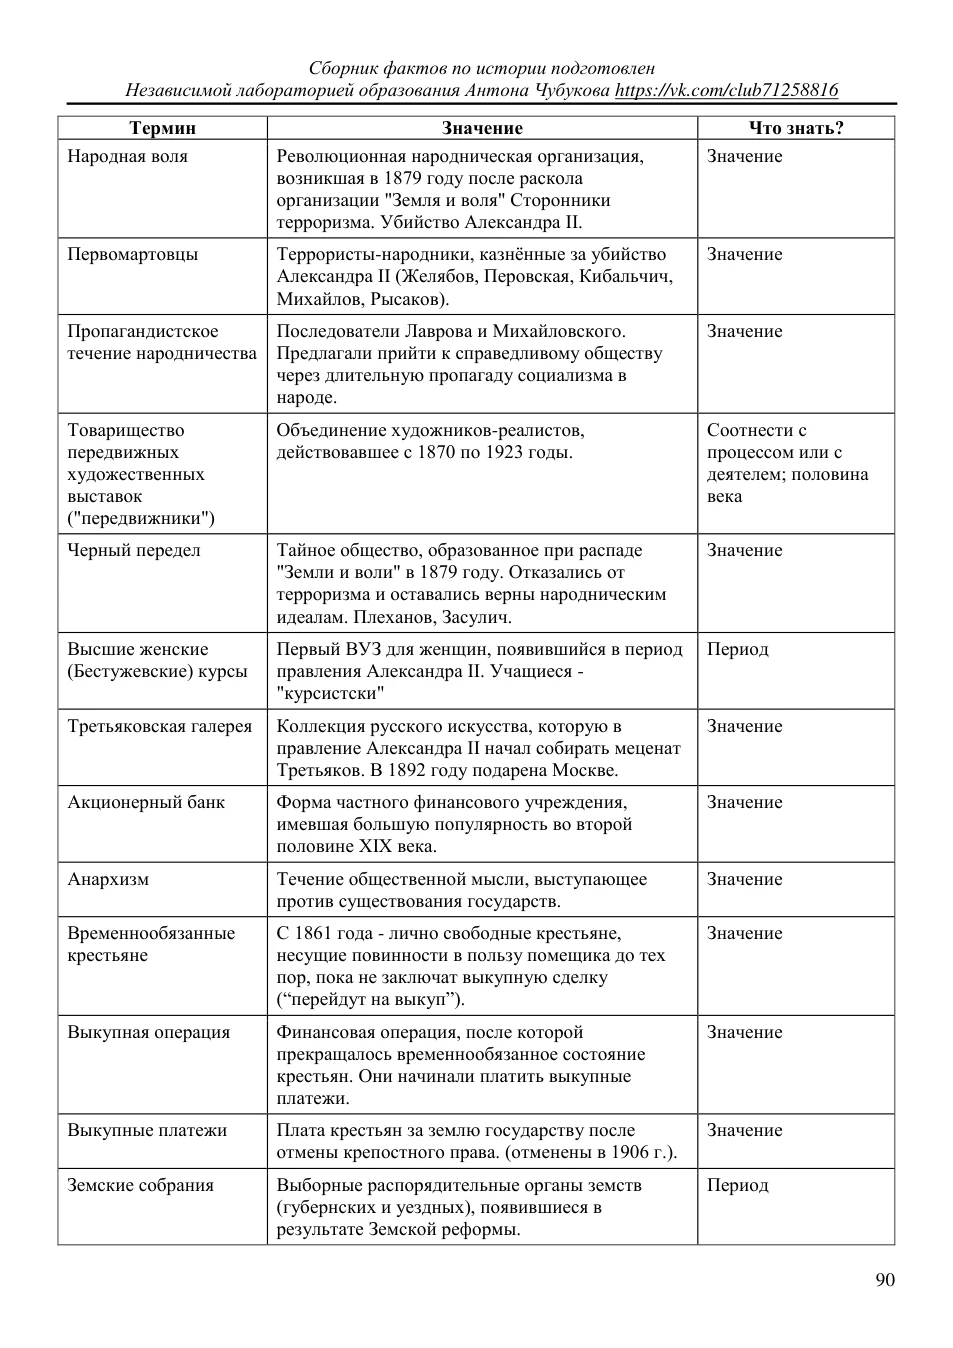 Сборник фактов по истории подготовлен
Независимой лабораторией образования Антона Чубукова https://vk.com/club71258816
Термин Значение Что знать?
Народная воля
Революционная народническая организация,
возникшая в 1879 году после раскола
организации "Земля и воля" Сторонники
терроризма. Убийство Александра II.
Значение
Первомартовцы
Террористы-народники, казнённые за убийство
Александра II (Желябов, Перовская, Кибальчич,
Михайлов, Рысаков).
Значение
Пропагандистское
течение народничества
Последователи Лаврова и Михайловского.
Предлагали прийти к справедливому обществу
через длительную пропагаду социализма в
народе.
Значение
Товарищество
передвижных
художественных
выставок
("передвижники")
Объединение художников-реалистов,
действовавшее с 1870 по 1923 годы.
Соотнести с
процессом или с
деятелем; половина
века
Черный передел
Тайное общество, образованное при распаде
"Земли и воли" в 1879 году. Отказались от
терроризма и оставались верны народническим
идеалам. Плеханов, Засулич.
Значение
Высшие женские
(Бестужевские) курсы
Первый ВУЗ для женщин, появившийся в период
правления Александра II. Учащиеся -
"курсистски"
Период
Третьяковская галерея
Коллекция русского искусства, которую в
правление Александра II начал собирать меценат
Третьяков. В 1892 году подарена Москве.
Значение
Акционерный банк
Форма частного финансового учреждения,
имевшая большую популярность во второй
половине XIX века.
Значение
Анархизм
Течение общественной мысли, выступающее
против существования государств.
Значение
Временнообязанные
крестьяне
С 1861 года - лично свободные крестьяне,
несущие повинности в пользу помещика до тех
пор, пока не заключат выкупную сделку
(“перейдут на выкуп”).
Значение
Выкупная операция
Финансовая операция, после которой
прекращалось временнообязанное состояние
крестьян. Они начинали платить выкупные
платежи.
Значение
Выкупные платежи
Плата крестьян за землю государству после
отмены крепостного права. (отменены в 1906 г.).
Значение
Земские собрания
Выборные распорядительные органы земств
(губернских и уездных), появившиеся в
результате Земской реформы.
Период
90